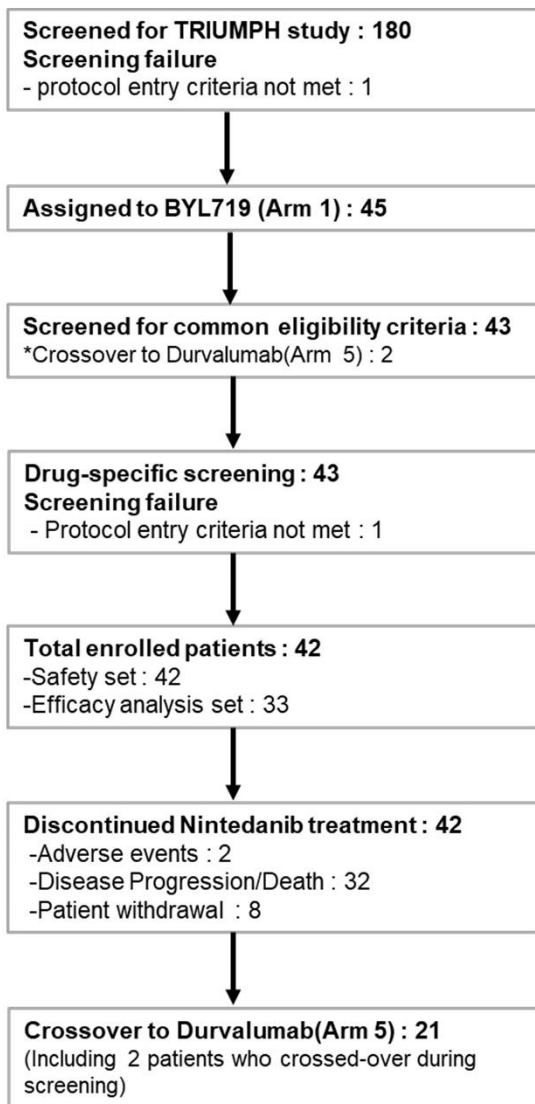 Screened for TRIUMPH study : 180
Screening failure
- protocol entry criteria not met : 1
Assigned to BYL719 (Arm 1) : 45
Screened for common eligibility criteria : 43
*Crossover to Durvalumab(Arm 5) : 2
Drug-specific screening : 43
Screening failure
- Protocol entry criteria not met : 1
Total enrolled patients : 42
-Safety set : 42
-Efficacy analysis set : 33
Discontinued Nintedanib treatment : 42
-Adverse events : 2
-Disease Progression/Death : 32
-Patient withdrawal : 8
Crossover to Durvalumab(Arm 5) : 21
(Including 2 patients who crossed-over during
screening)